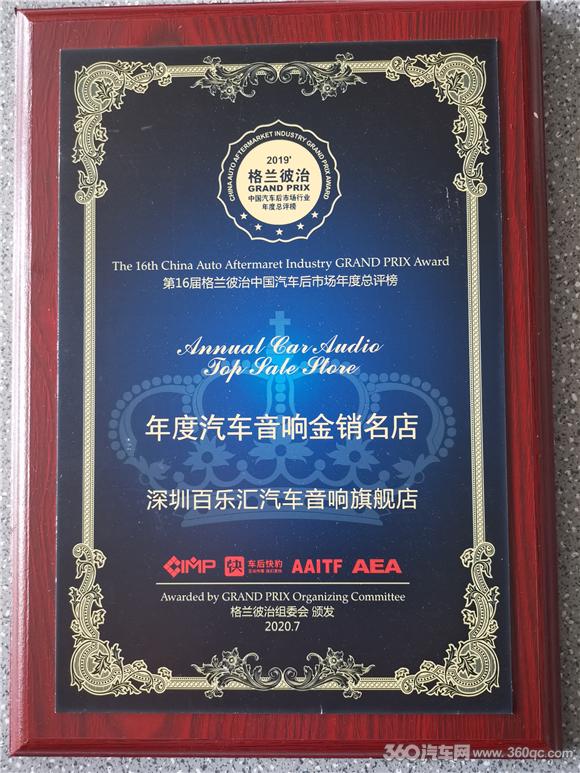 CHINA AUTO AFTERMARKET INDUSTRY GRAND PRIX AWARD
2019'
格兰彼治
GRAND PRIX
中国汽车后市场行业
年度总评榜
The 16th China Auto Aftermaret Industry GRAND PRIX Award
第16届格兰彼治中国汽车后市场年度总评榜
Annual Car Audio
Top Sale Store
年度汽车音响金销名店
深圳百乐汇汽车音响旗舰店
CIMP 快 车后快豹 AAITF AEA
Awarded by GRAND PRIX Organizing Committee
格兰彼治组委会 颁发
2020.7
360汽车网 www.360qc.com